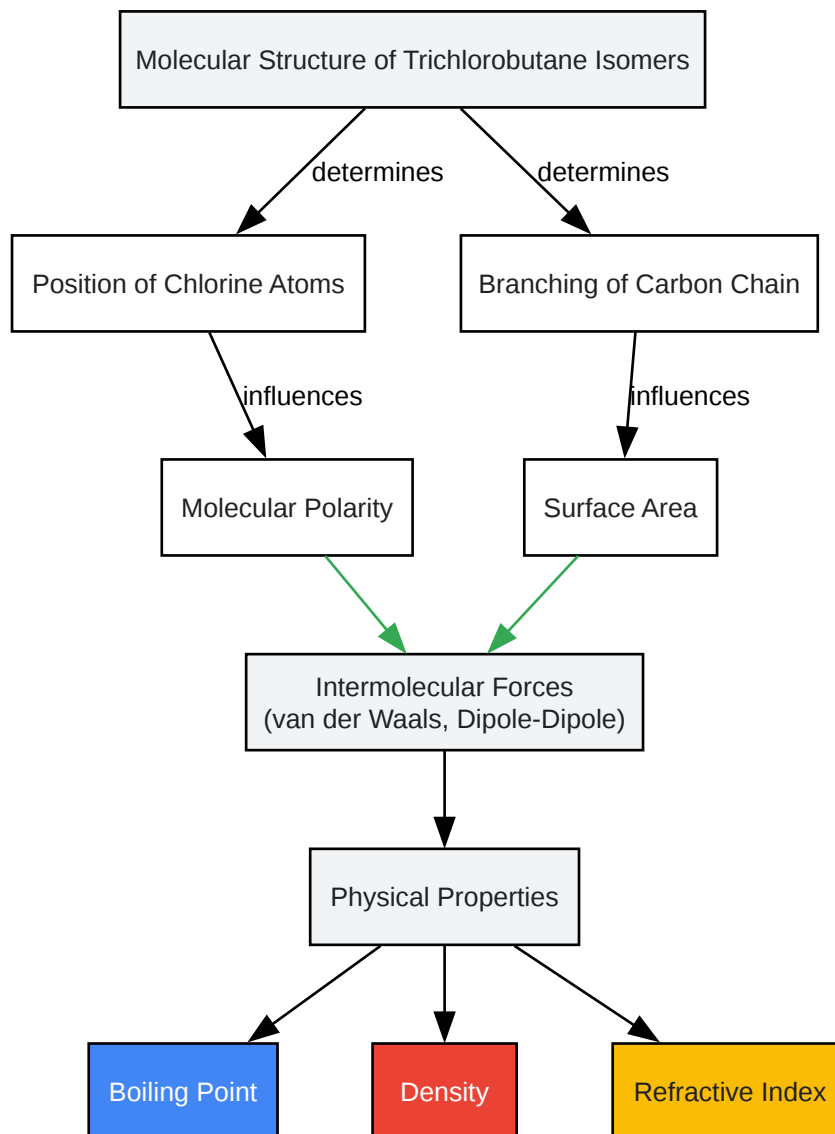 Molecular Structure of Trichlorobutane Isomers
determines
determines
Position of Chlorine Atoms
Branching of Carbon Chain
influences
influences
Molecular Polarity
Surface Area
Intermolecular Forces
(van der Waals, Dipole-Dipole)
Physical Properties
Boiling Point
Density
Refractive Index